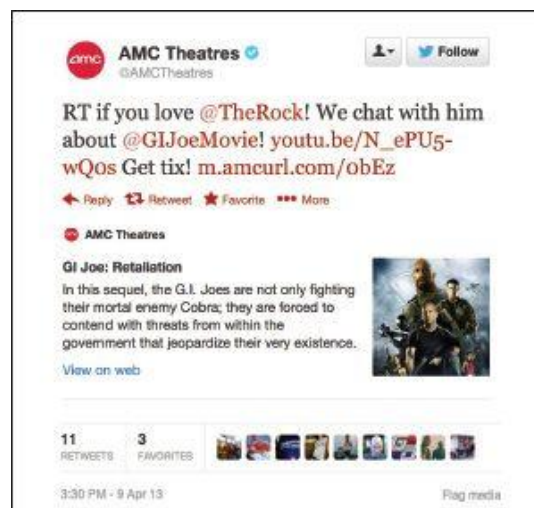 amc
AMC Theatres
@AMCTheatres
Follow
RT if you love @TheRock! We chat with him
about @GIJoeMovie! youtu.be/N_ePU5-
wQ0s Get tix! m.amcurl.com/0bEz
Reply Retweet Favorite More
AMC Theatres
GI Joe: Retaliation
In this sequel, the G.I. Joes are not only fighting
their mortal enemy Cobra; they are forced to
contend with threats from within the
government that jeopardize their very existence.
View on web
11 3
RETWEETS FAVORITES
3:30 PM - 9 Apr 13 Flag media